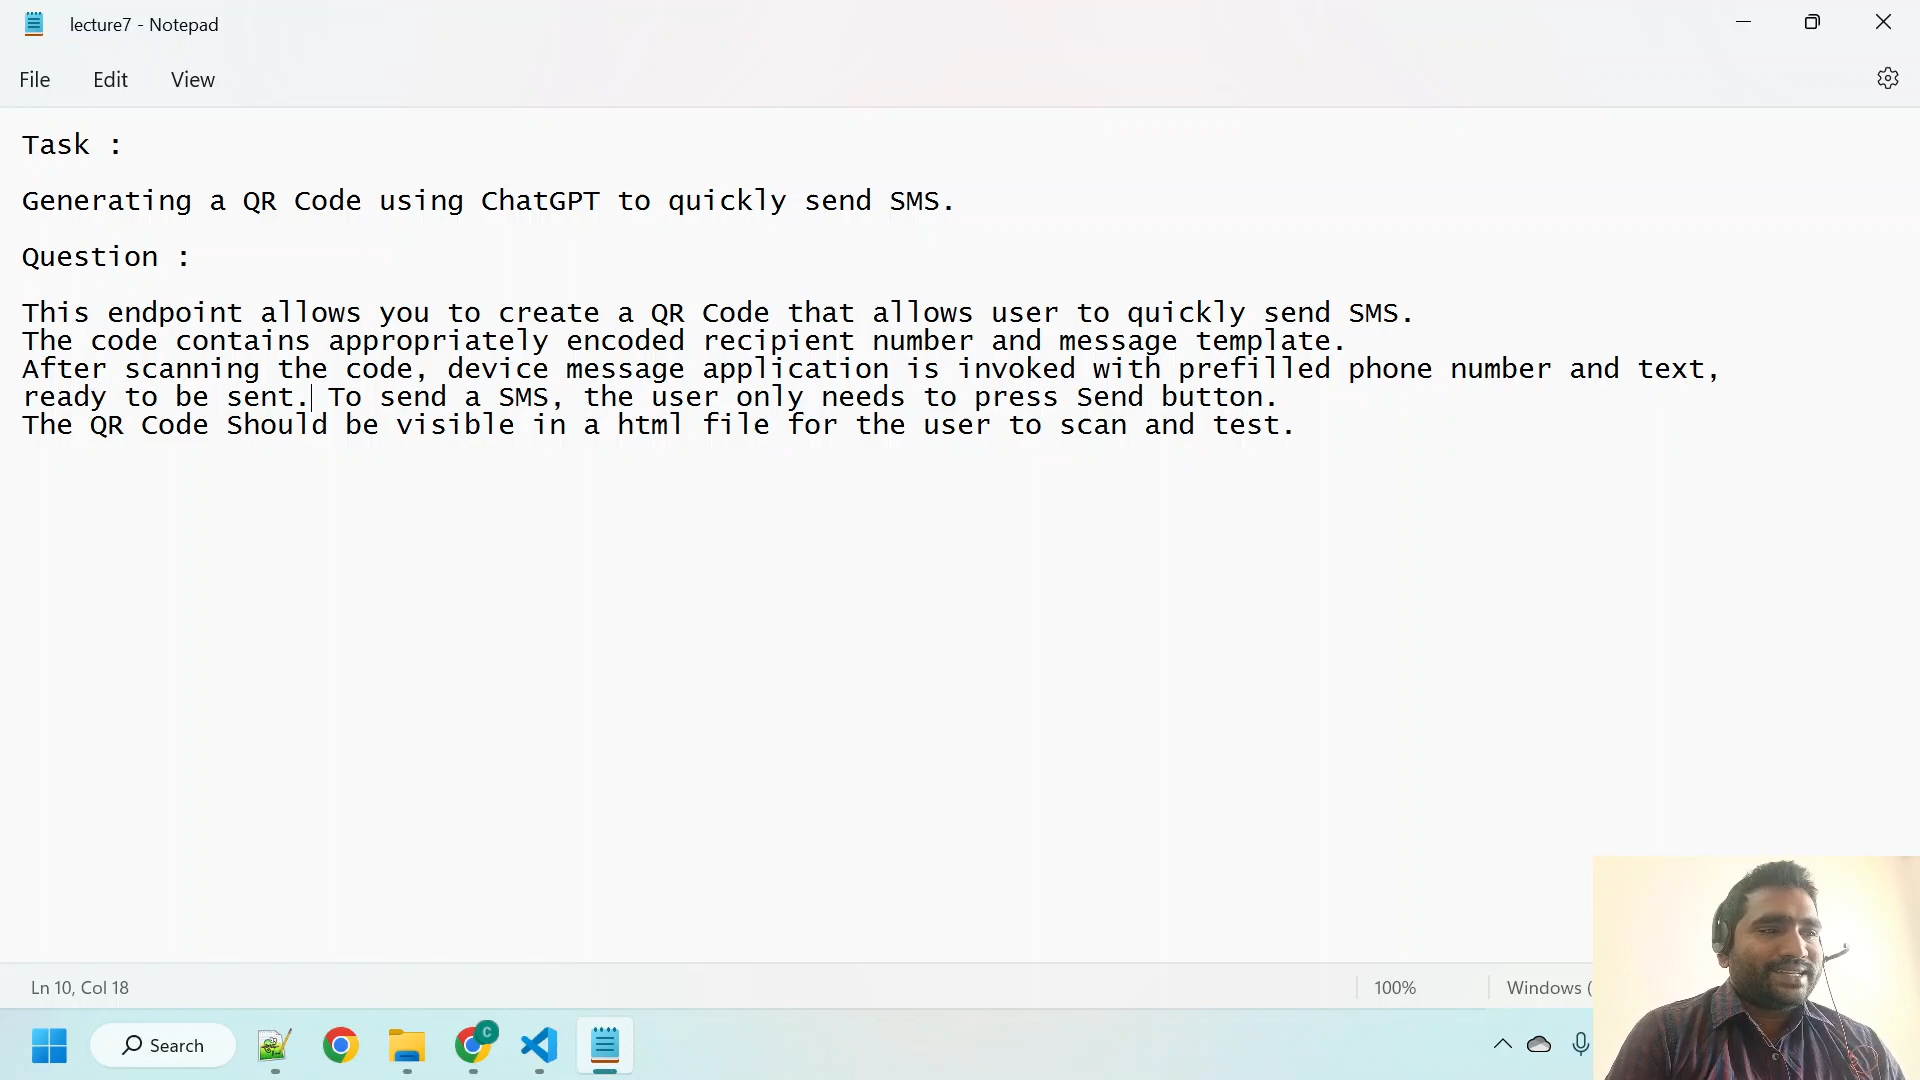 lecture7 - Notepad
File Edit View
Task :
Generating a QR Code using ChatGPT to quickly send SMS.
Question :
This endpoint allows you to create a QR Code that allows user to quickly send SMS.
The code contains appropriately encoded recipient number and message template.
After scanning the code, device message application is invoked with prefilled phone number and text,
ready to be sent. To send a SMS, the user only needs to press Send button.
The QR Code Should be visible in a html file for the user to scan and test.
Ln 10, Col 18 100% Windows (
Search C